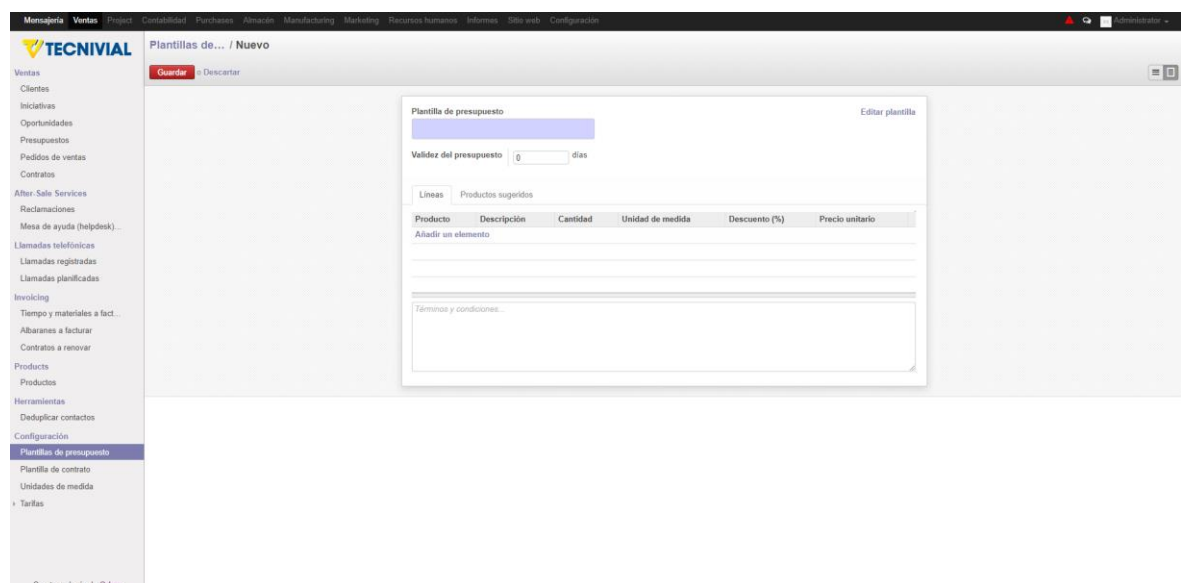 Mensajería Ventas Project Contabilidad Purchases Almacén Manufacturing Marketing Recursos humanos Informes Sitio web Configuración Administrator
TECNIVIAL
Plantillas de... / Nuevo
Guardar o Descartar
Ventas
Clientes
Iniciativas
Oportunidades
Presupuestos
Pedidos de ventas
Contratos
After-Sale Services
Reclamaciones
Mesa de ayuda (helpdesk)...
Llamadas telefónicas
Llamadas registradas
Llamadas planificadas
Invoicing
Tiempo y materiales a fact...
Albaranes a facturar
Contratos a renovar
Products
Productos
Herramientas
Deduplicar contactos
Configuración
Plantillas de presupuesto
Plantilla de contrato
Unidades de medida
Tarifas
Plantilla de presupuesto
Editar plantilla
Validez del presupuesto 0 días
Líneas Productos sugeridos
Producto Descripción Cantidad Unidad de medida Descuento (%) Precio unitario
Añadir un elemento
Términos y condiciones...